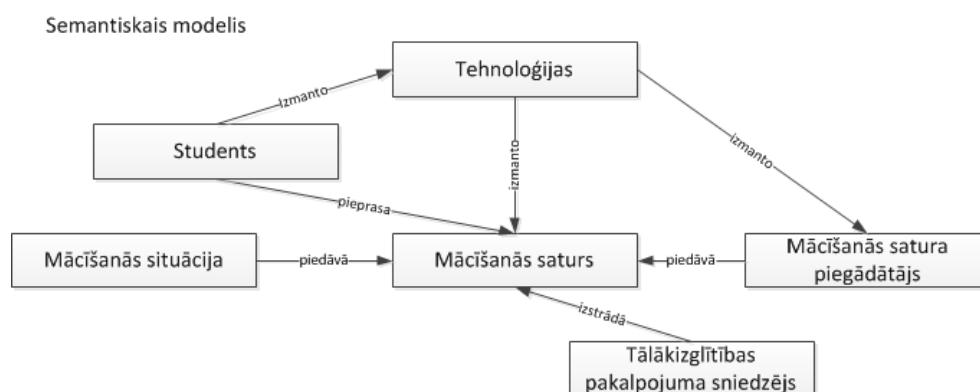 Semantiskais modelis
Tehnoloģijas
Izmanto
izmanto
izmanto
Students
pieprasa
Mācīšanās situācija
piedāvā
Mācīšanās saturs
piedāvā
Mācīšanās satura
piegādātājs
izstrādā
Tālākizglītības
pakalpojuma sniedzējs